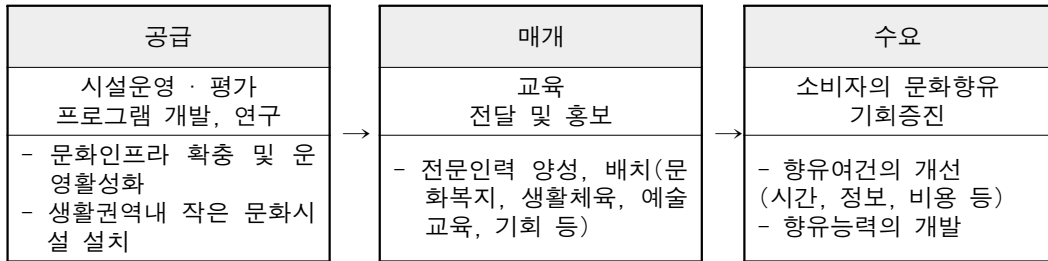 공급
시설운영 · 평가
프로그램 개발, 연구
- 문화인프라 확충 및 운
영활성화
- 생활권역내 작은 문화시
설 설치
→
매개
교육
전달 및 홍보
- 전문인력 양성, 배치(문
화복지, 생활체육, 예술
교육, 기회 등)
→
수요
소비자의 문화향유
기회증진
- 향유여건의 개선
(시간, 정보, 비용 등)
- 향유능력의 개발